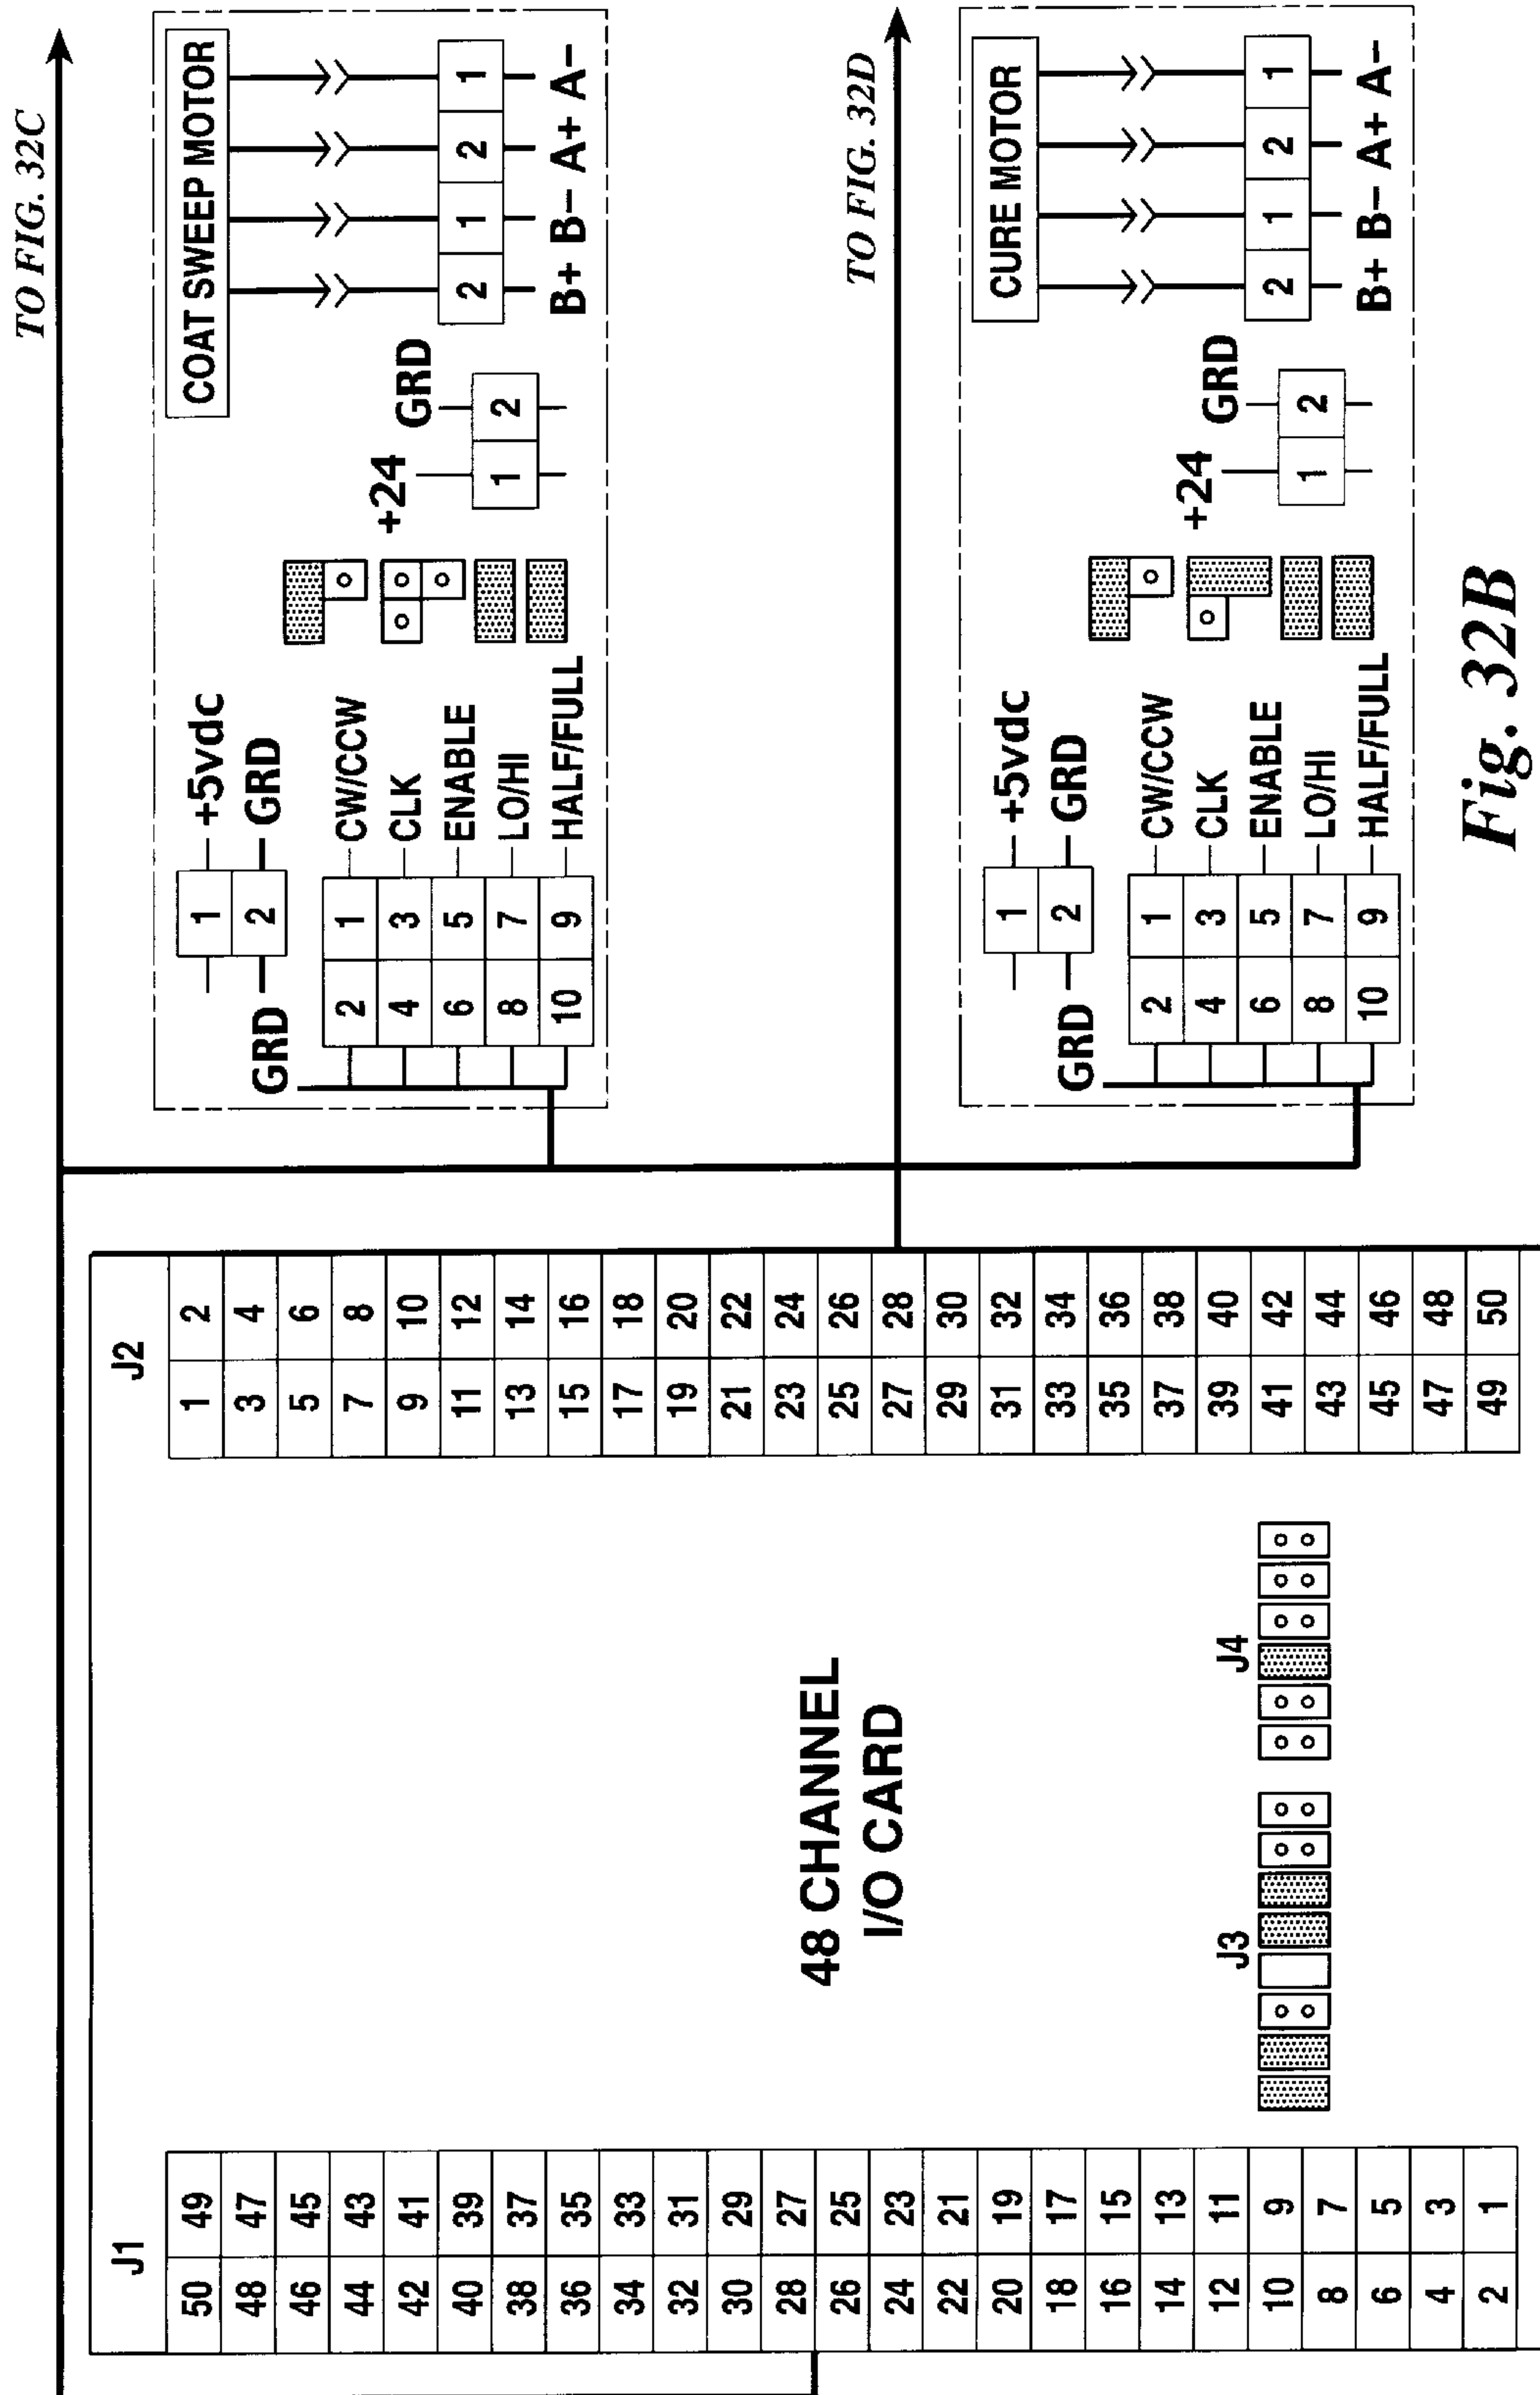 J1
50 49
48 47
46 45
44 43
42 41
40 39
38 37
36 35
34 33
32 31
30 29
28 27
26 25
24 23
22 21
20 19
18 17
16 15
14 13
12 11
10 9
8 7
6 5
4 3
2 1
48 CHANNEL
I/O CARD
J3
J4
J2
1 2
3 4
5 6
7 8
9 10
11 12
13 14
15 16
17 18
19 20
21 22
23 24
25 26
27 28
29 30
31 32
33 34
35 36
37 38
39 40
41 42
43 44
45 46
47 48
49 50
TO FIG. 32C
COAT SWEEP MOTOR
1 +5vdc
2 GRD
GRD
2 1 CW/CCW
4 3 CLK
6 5 ENABLE
8 7 LO/HI
10 9 HALF/FULL
+24 GRD
1 2
2 1 2 1
B+ B– A+ A–
TO FIG. 32D
CURE MOTOR
1 +5vdc
2 GRD
GRD
2 1 CW/CCW
4 3 CLK
6 5 ENABLE
8 7 LO/HI
10 9 HALF/FULL
+24 GRD
1 2
2 1 2 1
B+ B– A+ A–
Fig. 32B